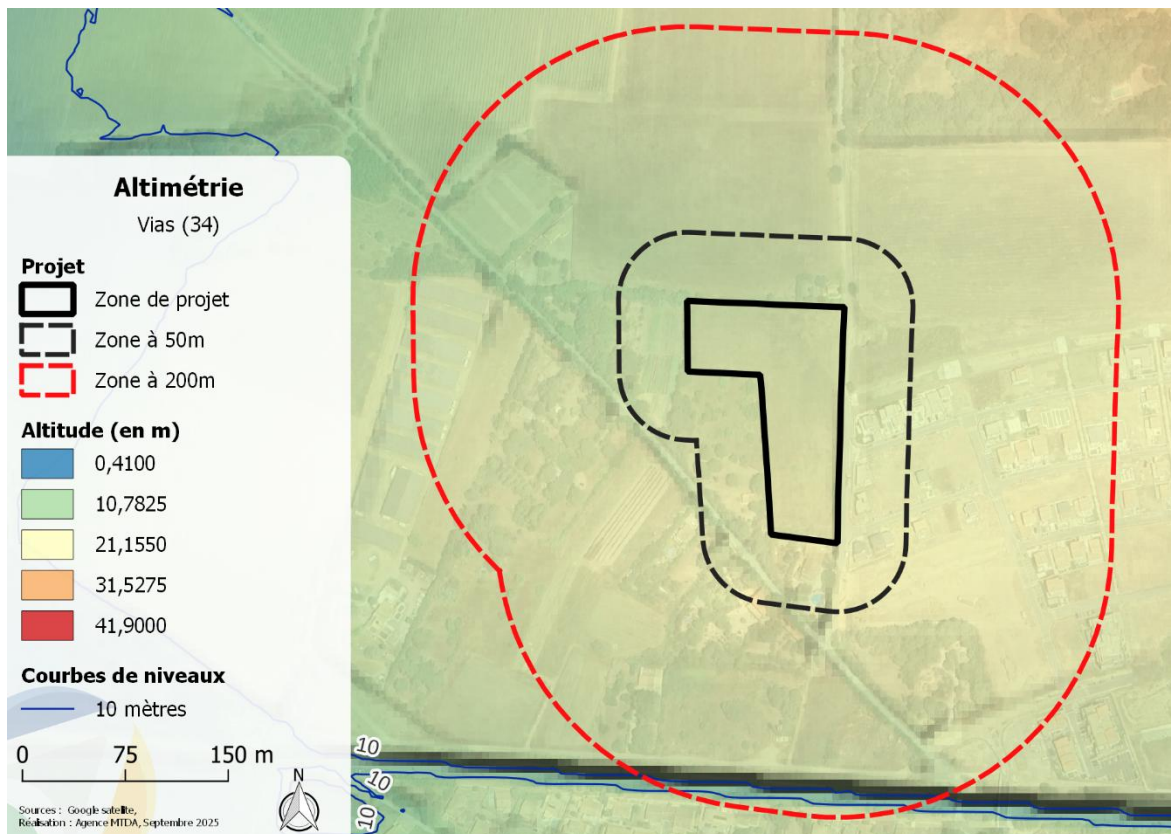 Altimétrie
Vias (34)
Projet
Zone de projet
Zone à 50m
Zone à 200m
Altitude (en m)
0,4100
10,7825
21,1550
31,5275
41,9000
Courbes de niveaux
10 mètres
0 75 150 m
N
Sources : Google satellite,
Réalisation : Agence MTDA, Septembre 2025
10
10
10